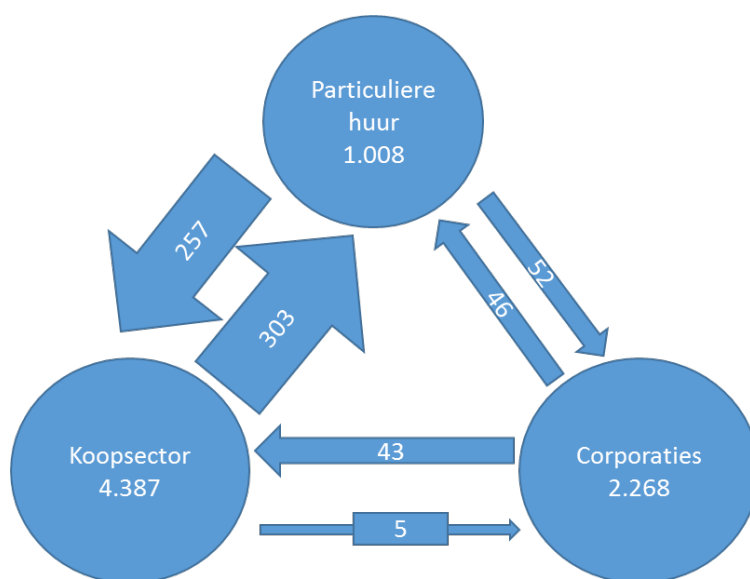 Particuliere
huur
1.008
257
303
52
46
Koopsector
4.387
43
5
Corporaties
2.268